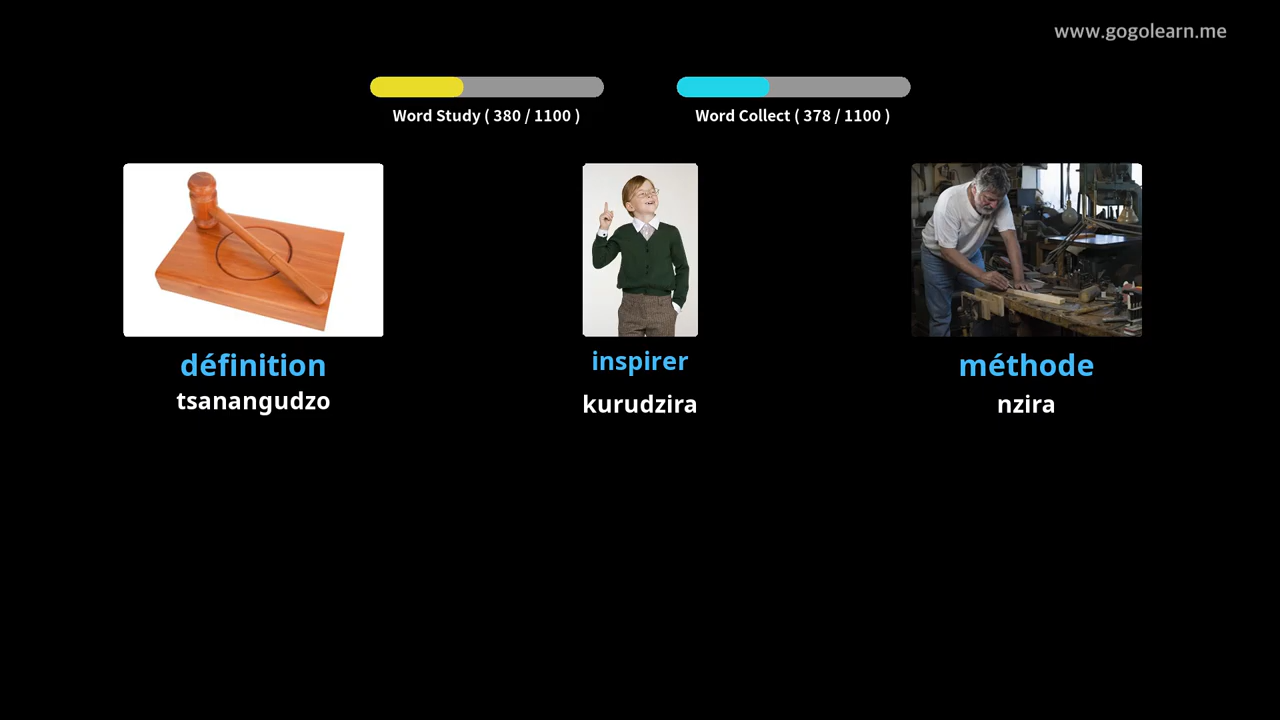 www.gogolearn.me
Word Study ( 380 / 1100 )
Word Collect ( 378 / 1100 )
définition
inspirer
méthode
tsanangudzo
kurudzira
nzira